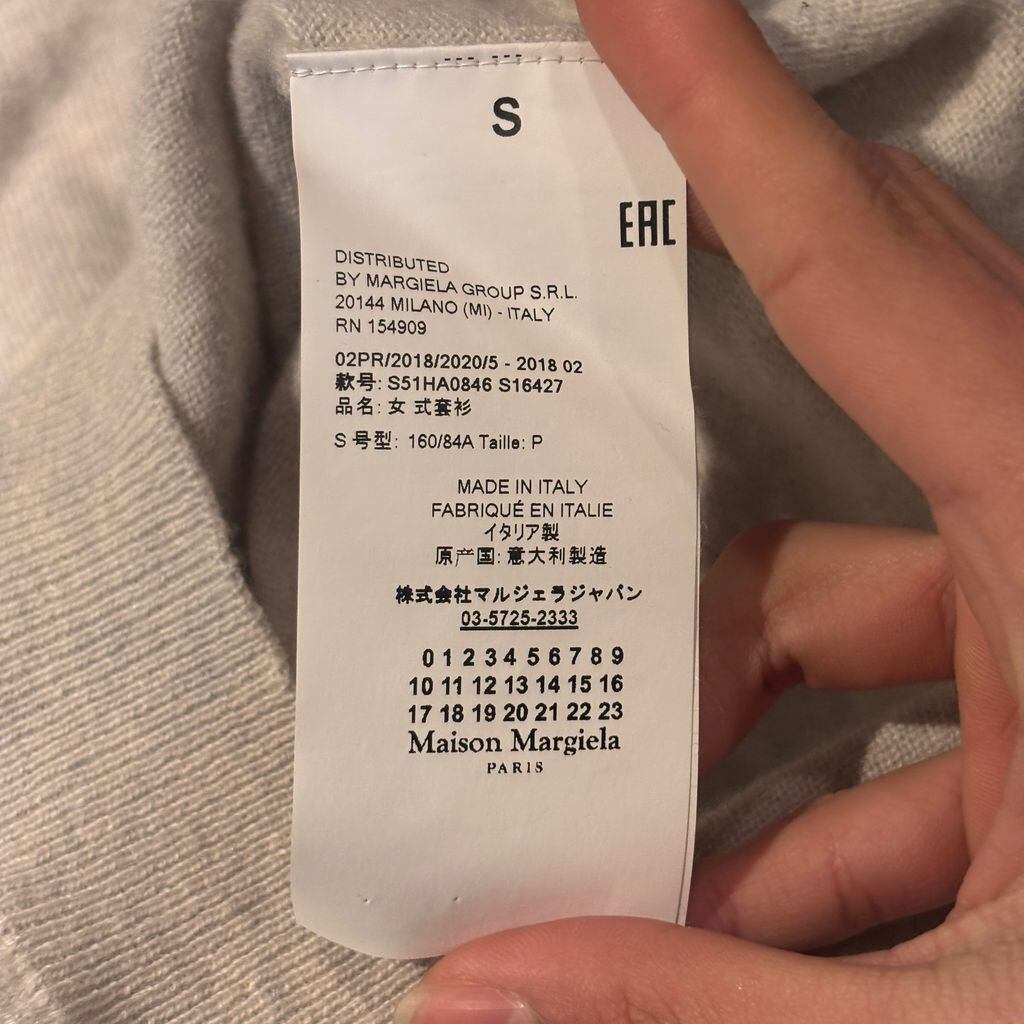 S
EAC
DISTRIBUTED
BY MARGIELA GROUP S.R.L.
20144 MILANO (MI) - ITALY
RN 154909
02PR/2018/2020/5 - 2018 02
款号: S51HA0846 S16427
品名: 女 式套衫
S 号型: 160/84A Taille: P
MADE IN ITALY
FABRIQUÉ EN ITALIE
イタリア製
原产国: 意大利製造
株式会社マルジェラジャパン
03-5725-2333
0 1 2 3 4 5 6 7 8 9
10 11 12 13 14 15 16
17 18 19 20 21 22 23
Maison Margiela
PARIS